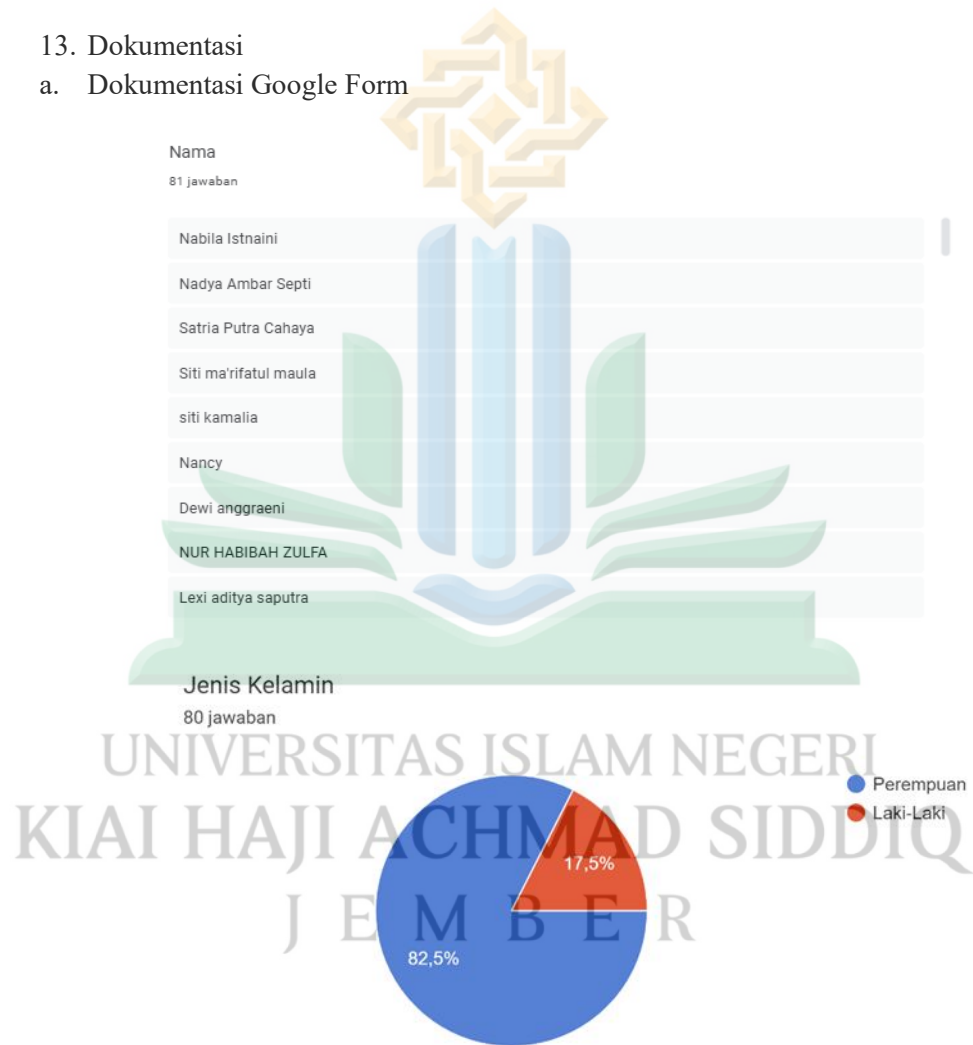 13. Dokumentasi
a. Dokumentasi Google Form
Nama
81 jawaban
Nabila Istnaini
Nadya Ambar Septi
Satria Putra Cahaya
Siti ma'rifatul maula
siti kamalia
Nancy
Dewi anggraeni
NUR HABIBAH ZULFA
Lexi aditya saputra
Jenis Kelamin
80 jawaban
UNIVERSITAS ISLAM NEGERI
KIAI HAJI ACHMAD SIDDIQ
JEMBER
Perempuan
Laki-Laki
17,5%
82,5%